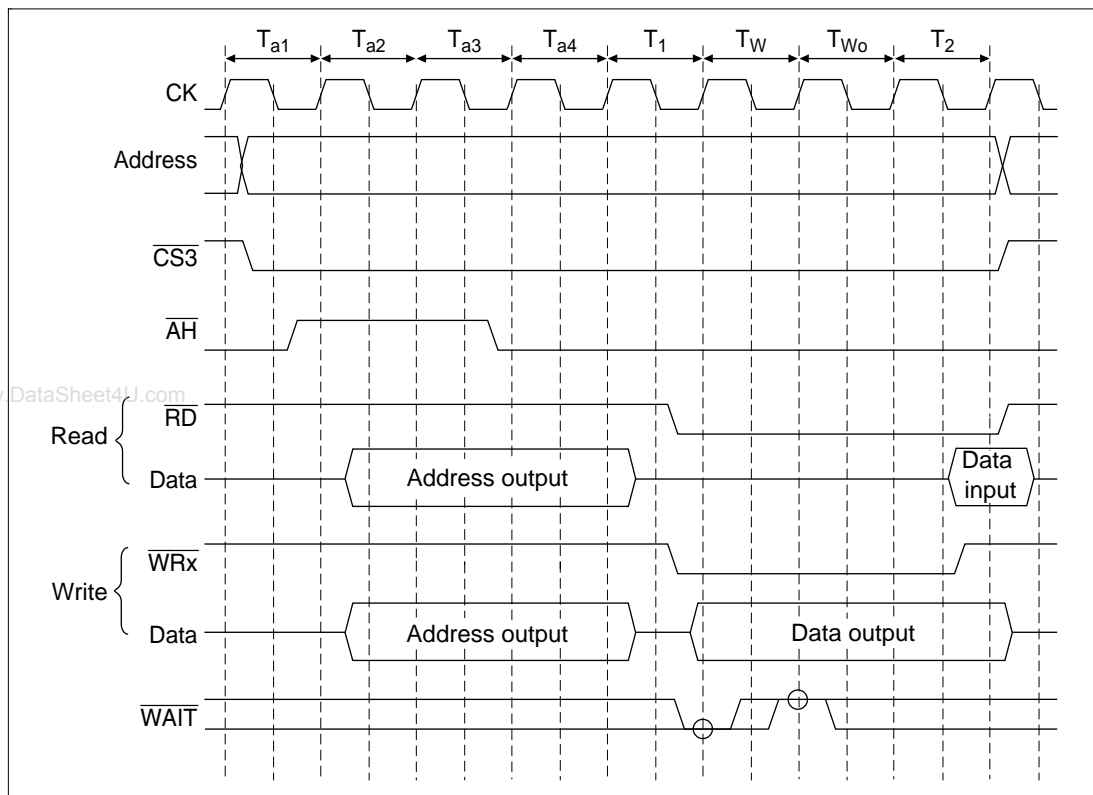 Ta1 Ta2 Ta3 Ta4 T1 TW TWo T2
CK
Address
CS3
AH
w.DataSheet4U.com
Read
RD
Data Address output Data input
Write
WRx
Data Address output Data output
WAIT